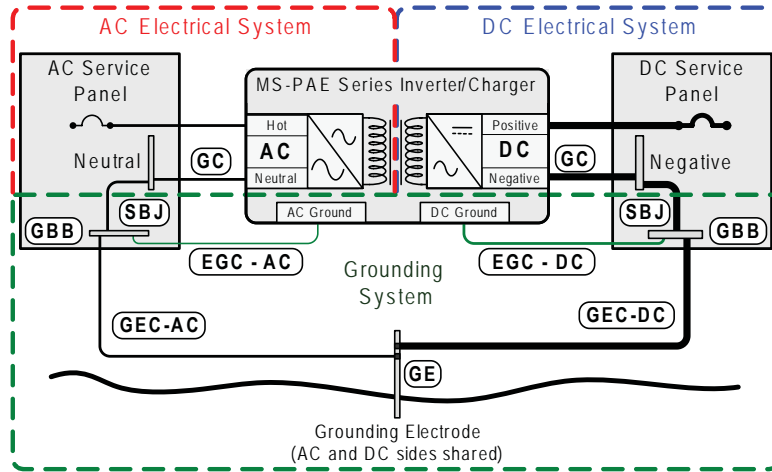 AC Electrical System
DC Electrical System
AC Service
Panel
MS-PAE Series Inverter/Charger
DC Service
Panel
Hot
AC
Neutral
Positive
DC
Negative
Neutral
GC
GC
Negative
SBJ
SBJ
GBB
GBB
AC Ground
DC Ground
EGC - AC
EGC - DC
Grounding
System
GEC-AC
GEC-DC
GE
Grounding Electrode
(AC and DC sides shared)